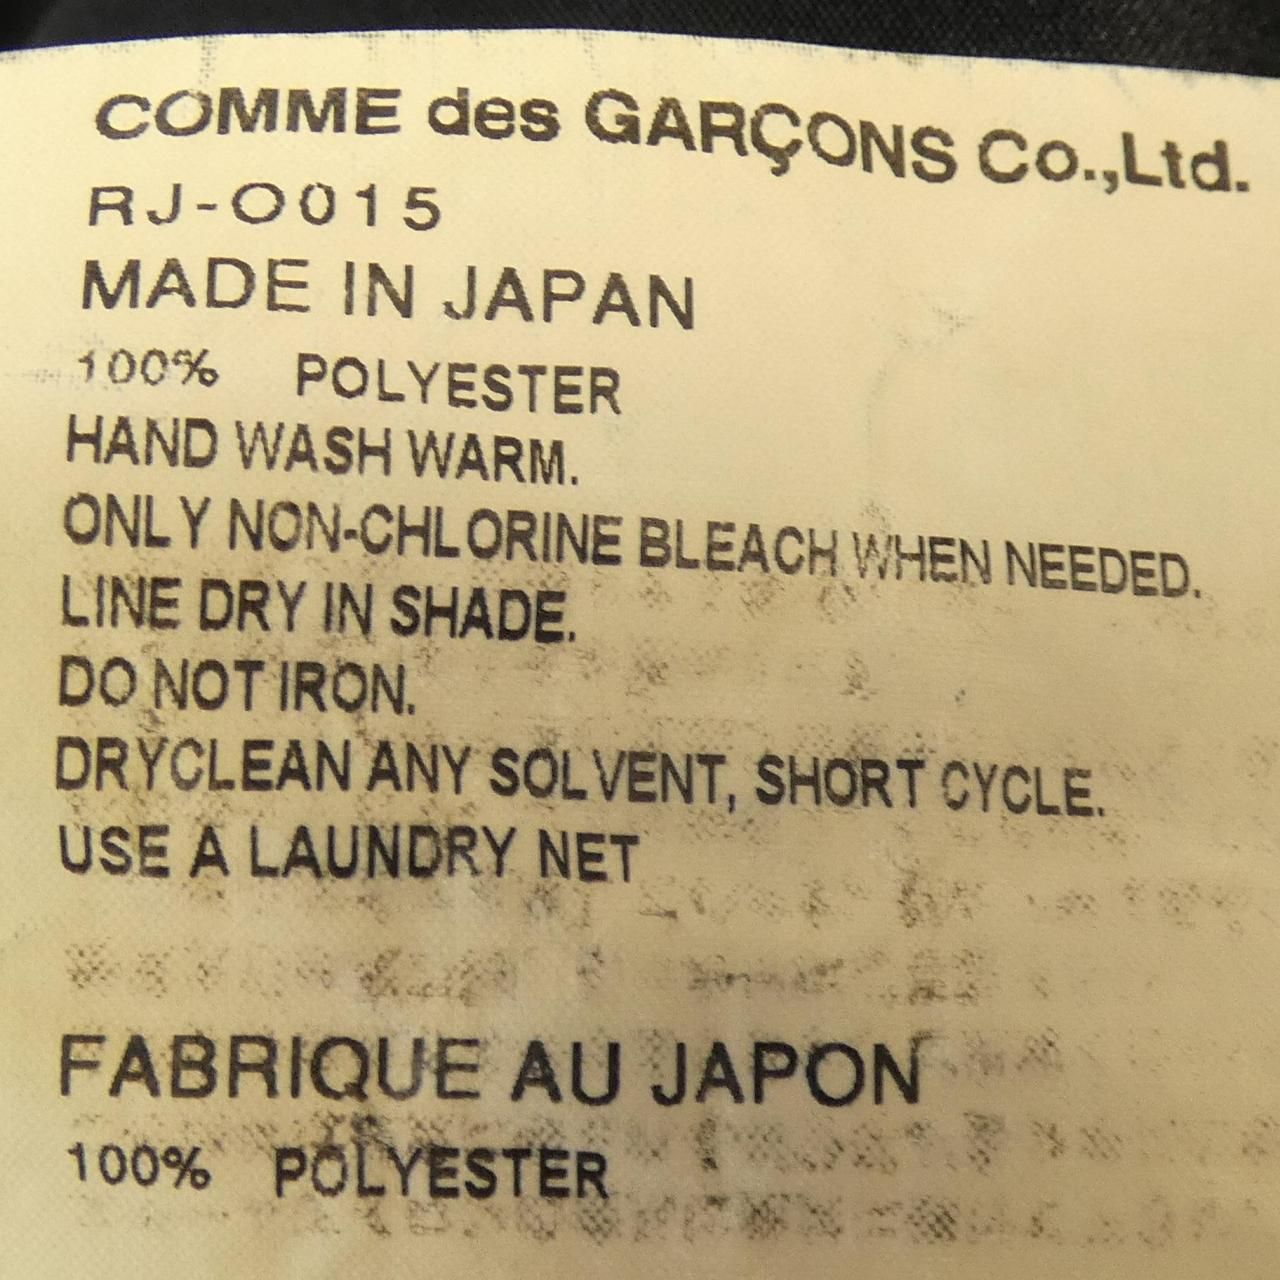 COMME des GARÇONS Co.,Ltd.
RJ-O015
MADE IN JAPAN
100% POLYESTER
HAND WASH WARM.
ONLY NON-CHLORINE BLEACH WHEN NEEDED.
LINE DRY IN SHADE.
DO NOT IRON.
DRYCLEAN ANY SOLVENT, SHORT CYCLE.
USE A LAUNDRY NET
FABRIQUE AU JAPON
100% POLYESTER